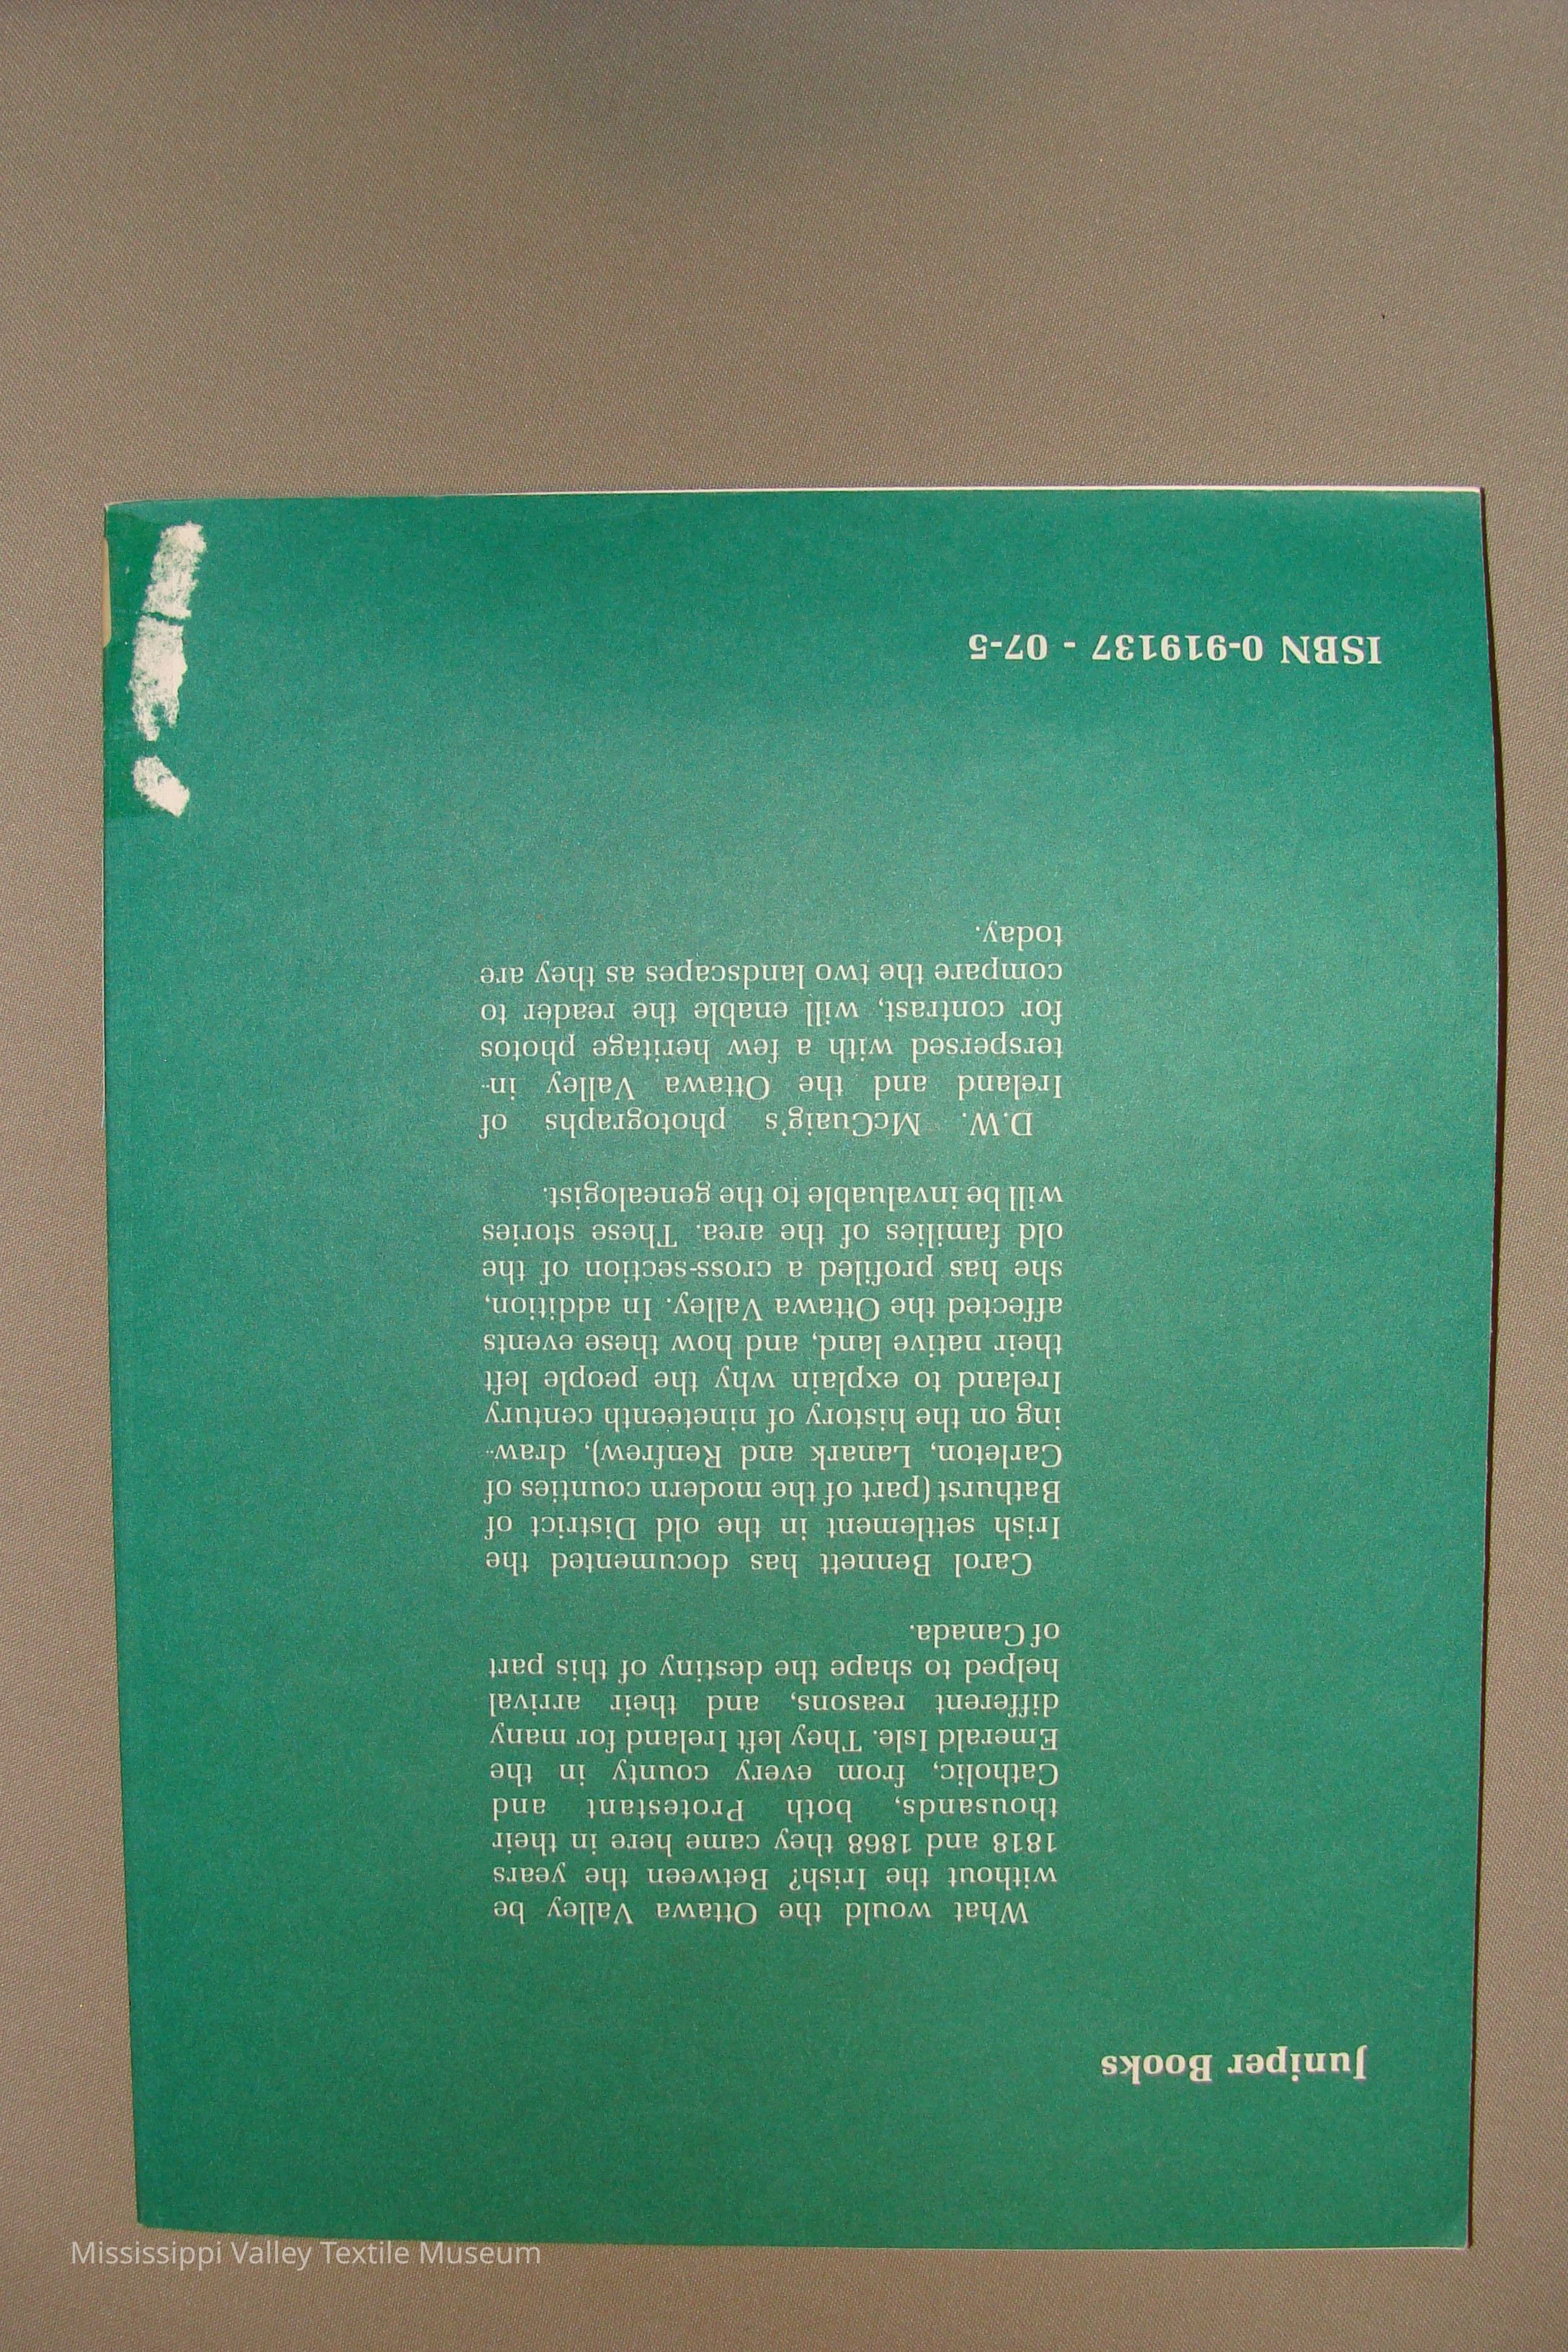 Juniper Books
What would the Ottawa Valley be
without the Irish? Between the years
1818 and 1868 they came here in their
thousands, both Protestant and
Catholic, from every county in the
Emerald Isle. They left Ireland for many
different reasons, and their arrival
helped to shape the destiny of this part
of Canada.
Carol Bennett has documented the
Irish settlement in the old District of
Bathurst (part of the modern counties of
Carleton, Lanark and Renfrew), draw-
ing on the history of nineteenth century
Ireland to explain why the people left
their native land, and how these events
affected the Ottawa Valley. In addition,
she has profiled a cross-section of the
old families of the area. These stories
will be invaluable to the genealogist.
D.W. McCuaig's photographs of
Ireland and the Ottawa Valley in-
terspersed with a few heritage photos
for contrast, will enable the reader to
compare the two landscapes as they are
today.
ISBN 0-919137 - 07-5
Mississippi Valley Textile Museum